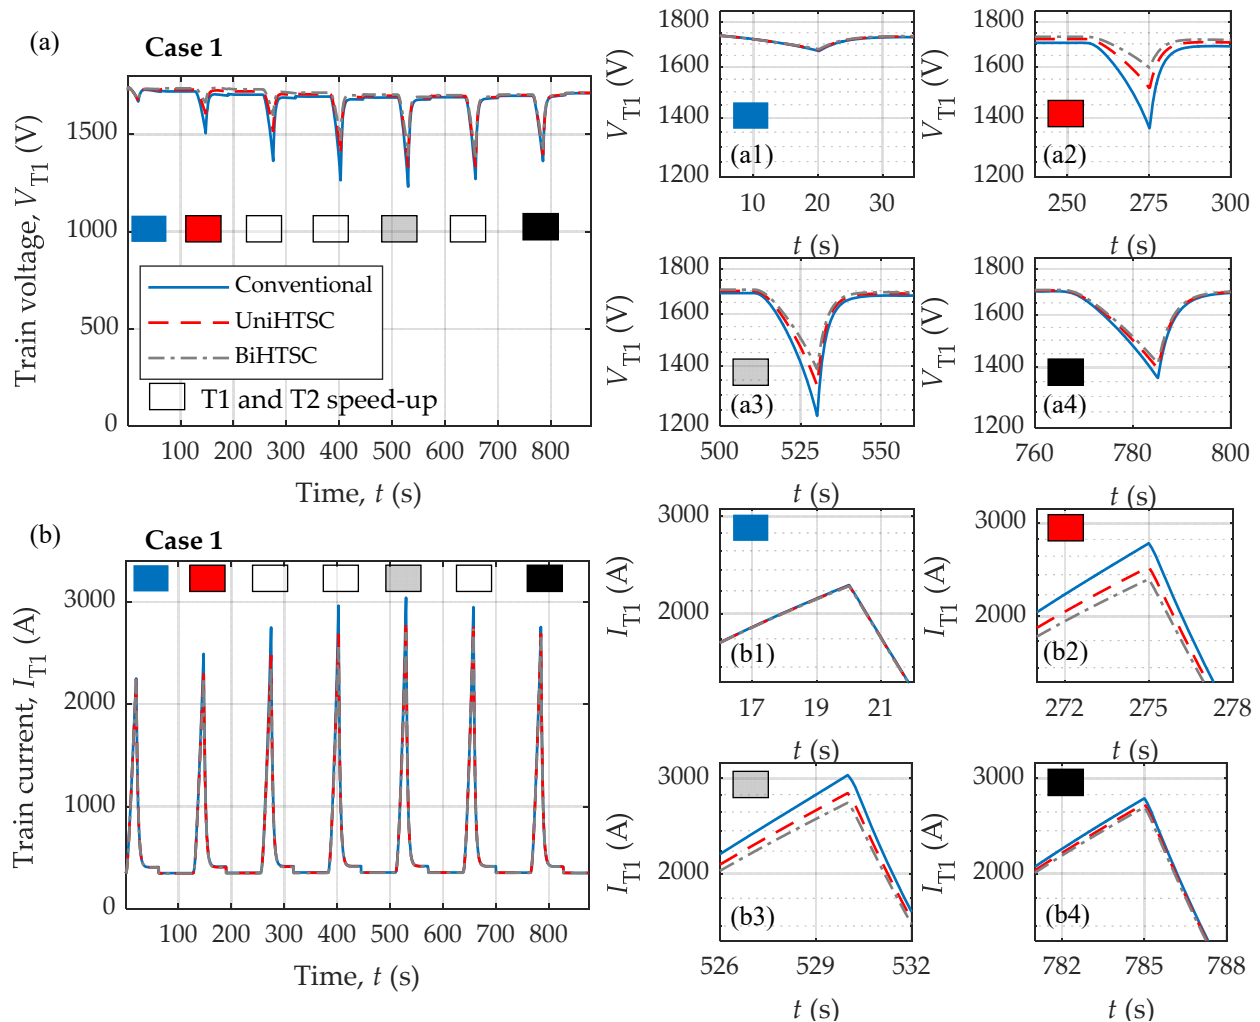 (a)
Case 1
Train voltage, V_T1 (V)
1500
1000
500
0
Conventional
UniHTSC
BiHTSC
T1 and T2 speed-up
100 200 300 400 500 600 700 800
Time, t (s)
V_T1 (V)
1800
1600
1400
1200
(a1)
10 20 30
t (s)
V_T1 (V)
1800
1600
1400
1200
(a2)
250 275 300
t (s)
V_T1 (V)
1800
1600
1400
1200
(a3)
500 530 560
t (s)
V_T1 (V)
1800
1600
1400
1200
(a4)
760 780 800
t (s)
(b)
Case 1
Train current, I_T1 (A)
3000
2000
1000
0
100 200 300 400 500 600 700 800
Time, t (s)
I_T1 (A)
3000
2000
(b1)
17 19 21
t (s)
I_T1 (A)
3000
2000
(b2)
272 275 278
t (s)
I_T1 (A)
3000
2000
(b3)
526 529 532
t (s)
I_T1 (A)
3000
2000
(b4)
782 785 788
t (s)